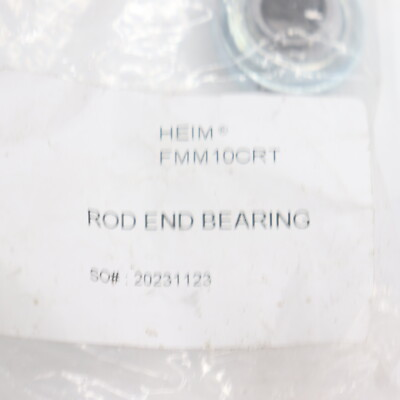 HEIM®
FMM10CRT
ROD END BEARING
SO# : 20231123